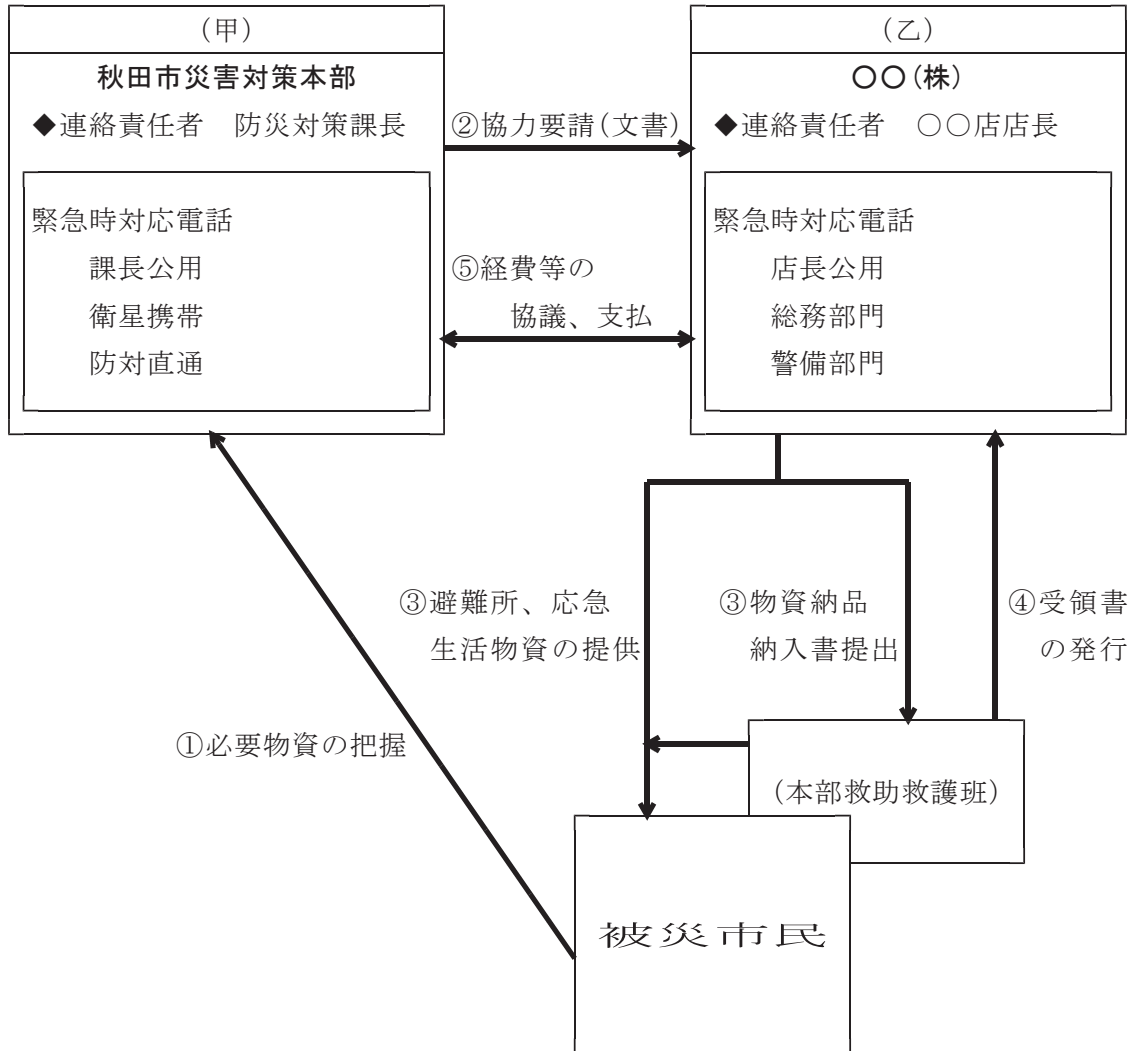 (甲)
秋田市災害対策本部
◆連絡責任者　防災対策課長
緊急時対応電話
課長公用
衛星携帯
防対直通
②協力要請(文書)
⑤経費等の
協議、支払
(乙)
○○(株)
◆連絡責任者　○○店店長
緊急時対応電話
店長公用
総務部門
警備部門
③避難所、応急
生活物資の提供
③物資納品
納入書提出
④受領書
の発行
①必要物資の把握
(本部救助救護班)
被災市民